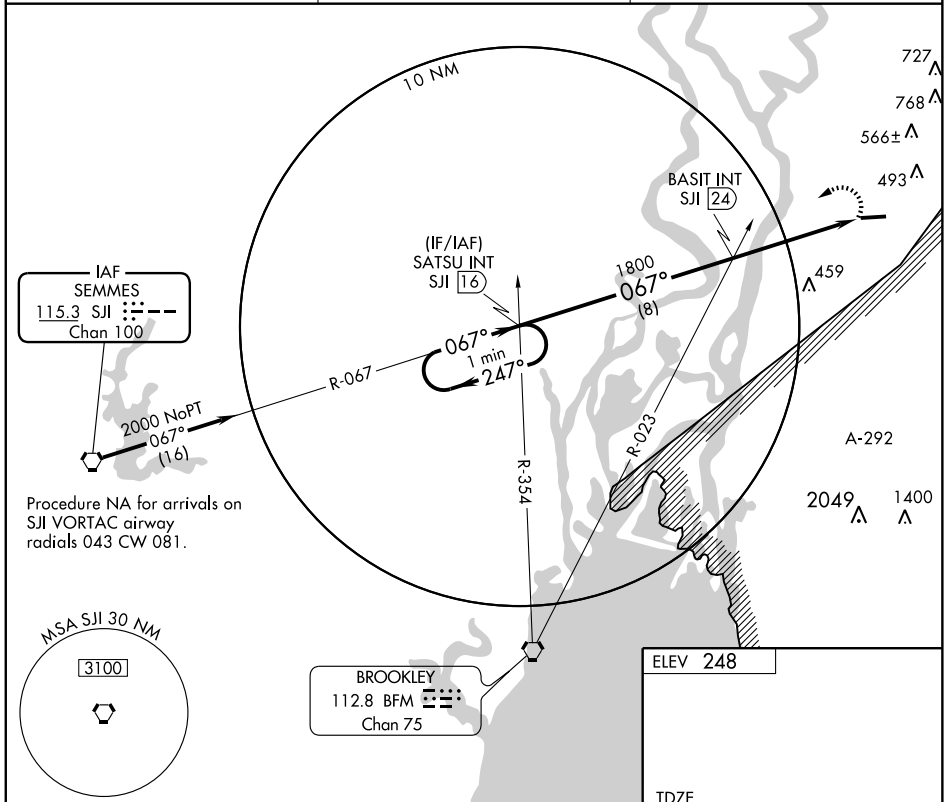 10 NM
727
768
566±
493
BASIT INT
SJI 24
(IF/IAF)
SATSU INT
SJI 16
1800
067°
(8)
459
IAF
SEMMES
115.3 SJI
Chan 100
067°
1 min
247°
R-067
2000 NoPT
067°
(16)
R-023
R-354
A-292
2049
1400
Procedure NA for arrivals on
SJI VORTAC airway
radials 043 CW 081.
MSA SJI 30 NM
3100
BROOKLEY
112.8 BFM
Chan 75
ELEV 248
TDZE